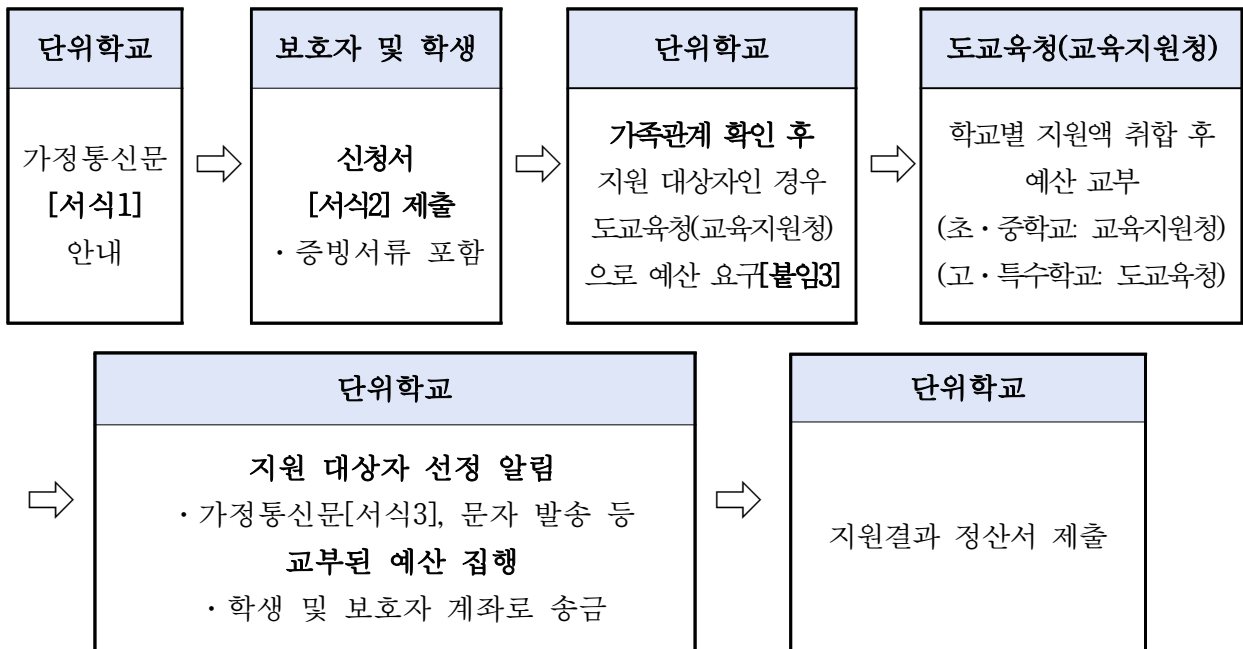 단위학교
가정통신문
[서식1]
안내
보호자 및 학생
신청서
[서식2] 제출
· 증빙서류 포함
단위학교
가족관계 확인 후
지원 대상자인 경우
도교육청(교육지원청)
으로 예산 요구[붙임3]
도교육청(교육지원청)
학교별 지원액 취합 후
예산 교부
(초·중학교: 교육지원청)
(고·특수학교: 도교육청)
단위학교
지원 대상자 선정 알림
· 가정통신문[서식3], 문자 발송 등
교부된 예산 집행
· 학생 및 보호자 계좌로 송금
단위학교
지원결과 정산서 제출